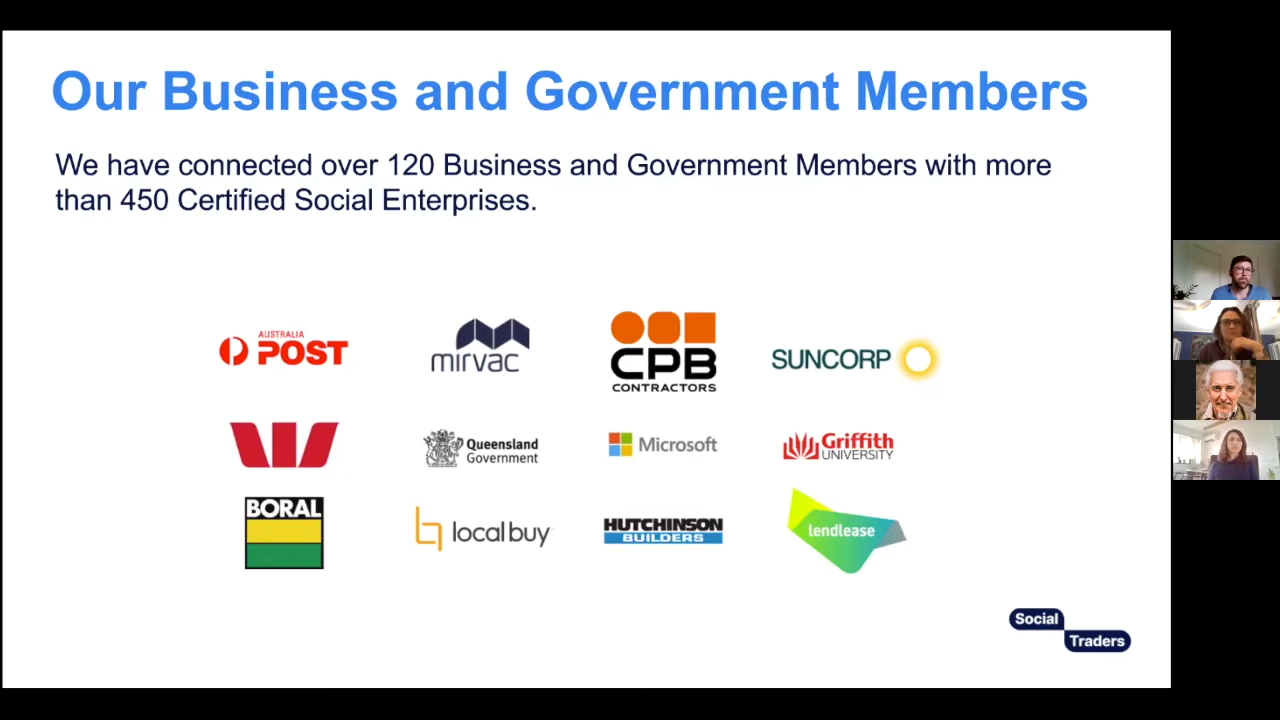 Our Business and Government Members
We have connected over 120 Business and Government Members with more
than 450 Certified Social Enterprises.
AUSTRALIA
POST
mirvac
CPB
CONTRACTORS
SUNCORP
Queensland
Government
Microsoft
Griffith
UNIVERSITY
BORAL
localbuy
HUTCHINSON
BUILDERS
lendlease
Social
Traders